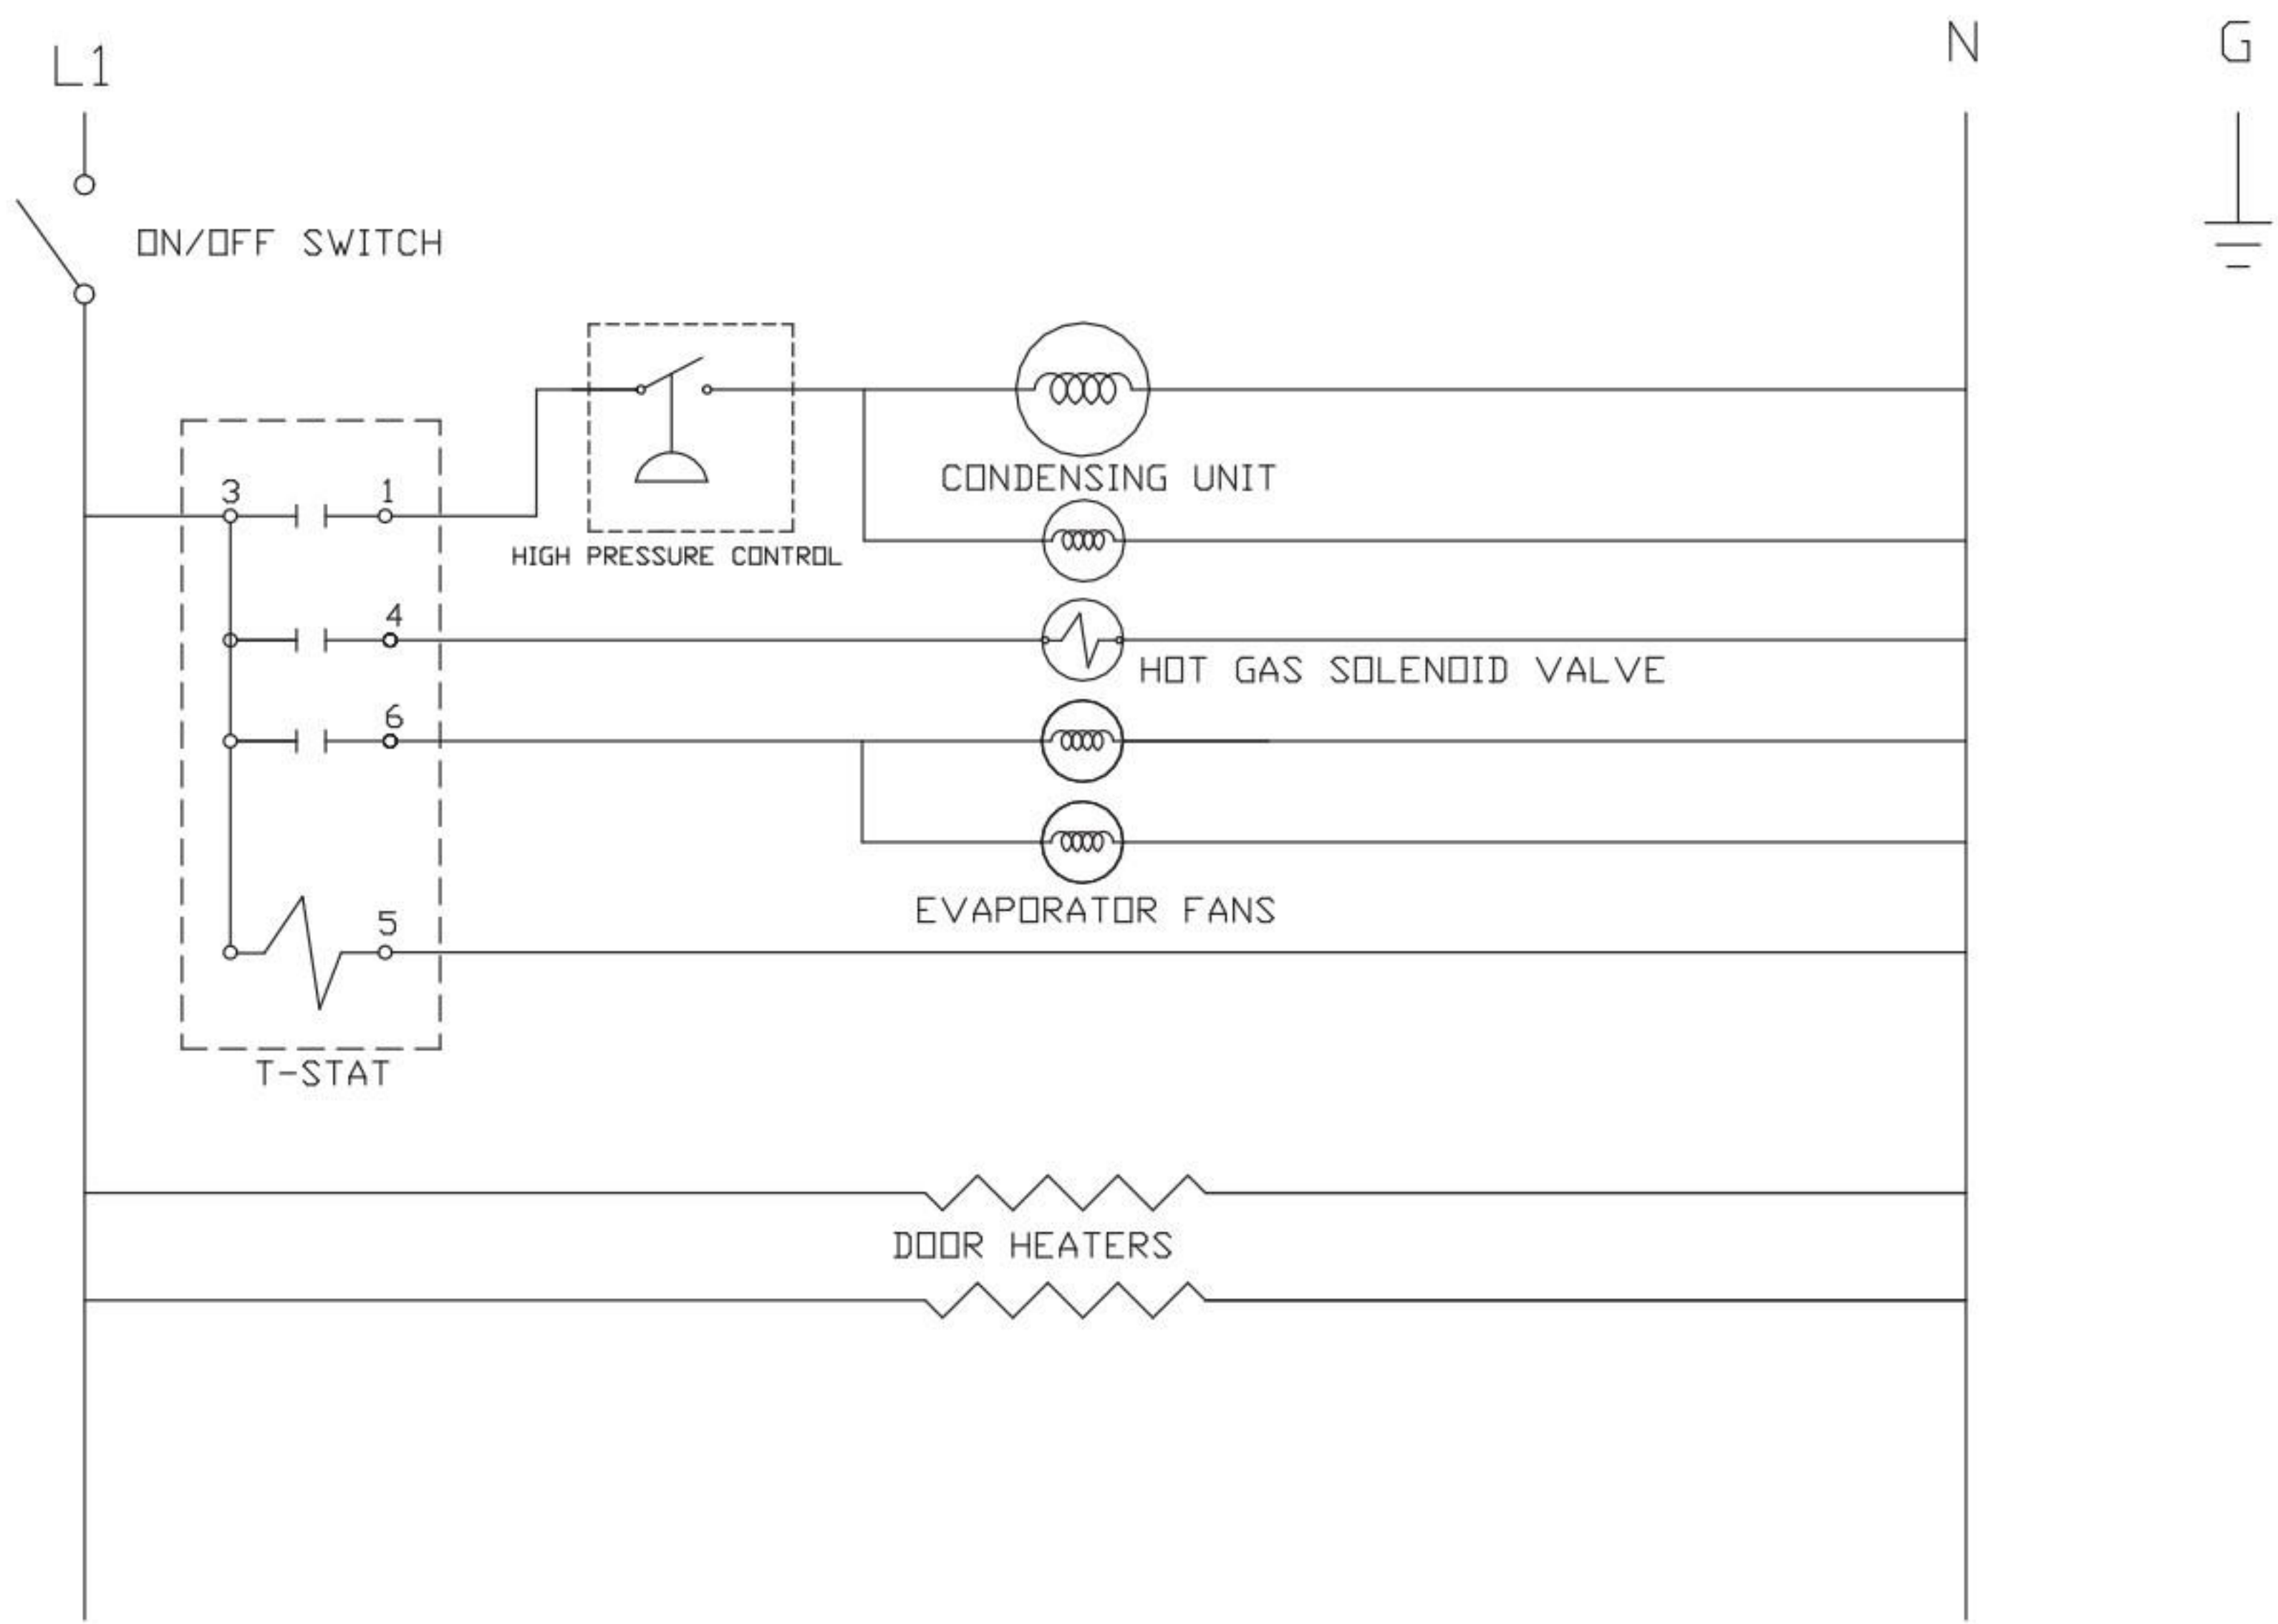 L1
N
G
ON/OFF SWITCH
3
1
CONDENSING UNIT
HIGH PRESSURE CONTROL
4
HOT GAS SOLENOID VALVE
6
EVAPORATOR FANS
5
T-STAT
DOOR HEATERS